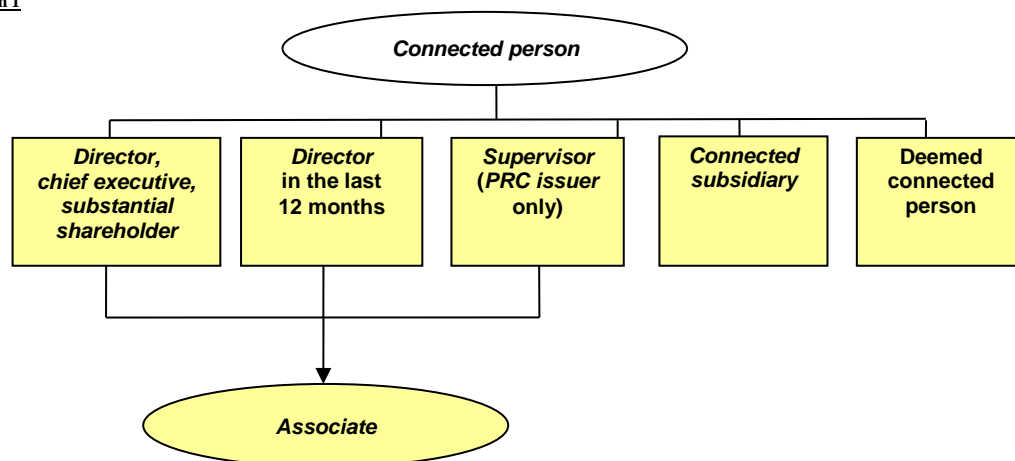 Connected person
Director,
chief executive,
substantial
shareholder
Director
in the last
12 months
Supervisor
(PRC issuer
only)
Connected
subsidiary
Deemed
connected
person
Associate